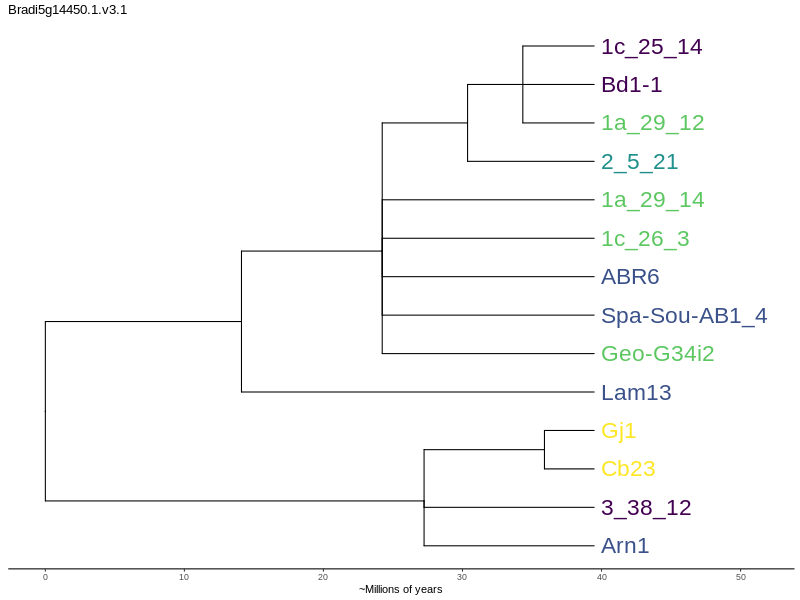 Bradi5g14450.1.v3.1
1c_25_14
Bd1-1
1a_29_12
2_5_21
1a_29_14
1c_26_3
ABR6
Spa-Sou-AB1_4
Geo-G34i2
Lam13
Gj1
Cb23
3_38_12
Arn1
0 10 20 30 40 50
~Millions of years